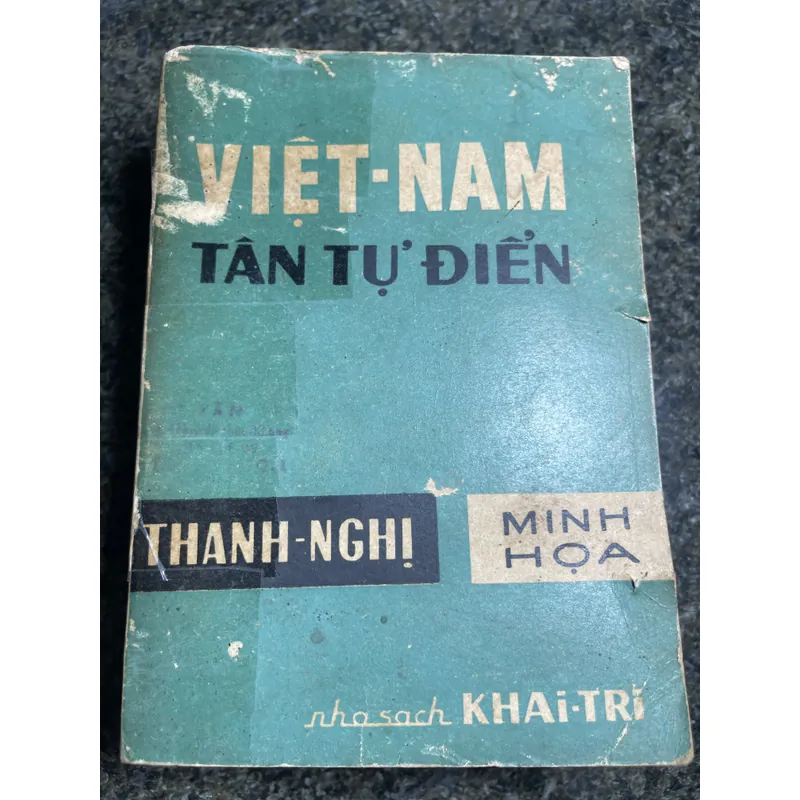 VIỆT-NAM
TÂN TỰ ĐIỂN
THANH-NGHỊ
MINH
HỌA
nhà sách KHAI-TRÍ